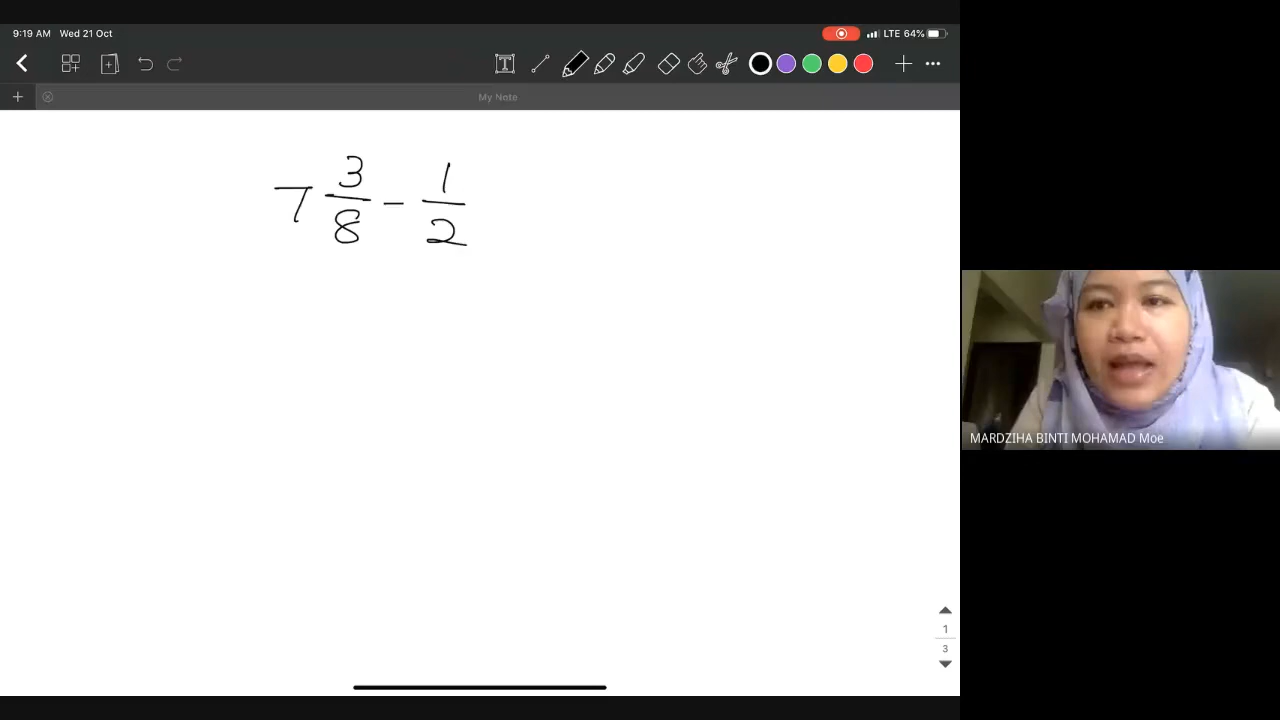 9:19 AM Wed 21 Oct
LTE 64%
T
My Note
7 3/8 - 1/2
MARDZIHA BINTI MOHAMAD Moe
1
3